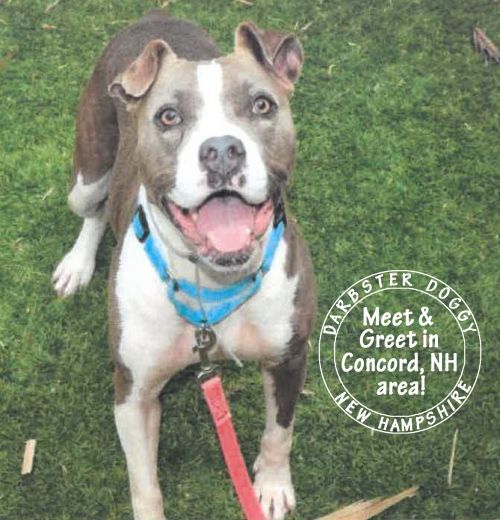 DARBSTER DOGGY
Meet &
Greet in
Concord, NH
area!
NEW HAMPSHIRE